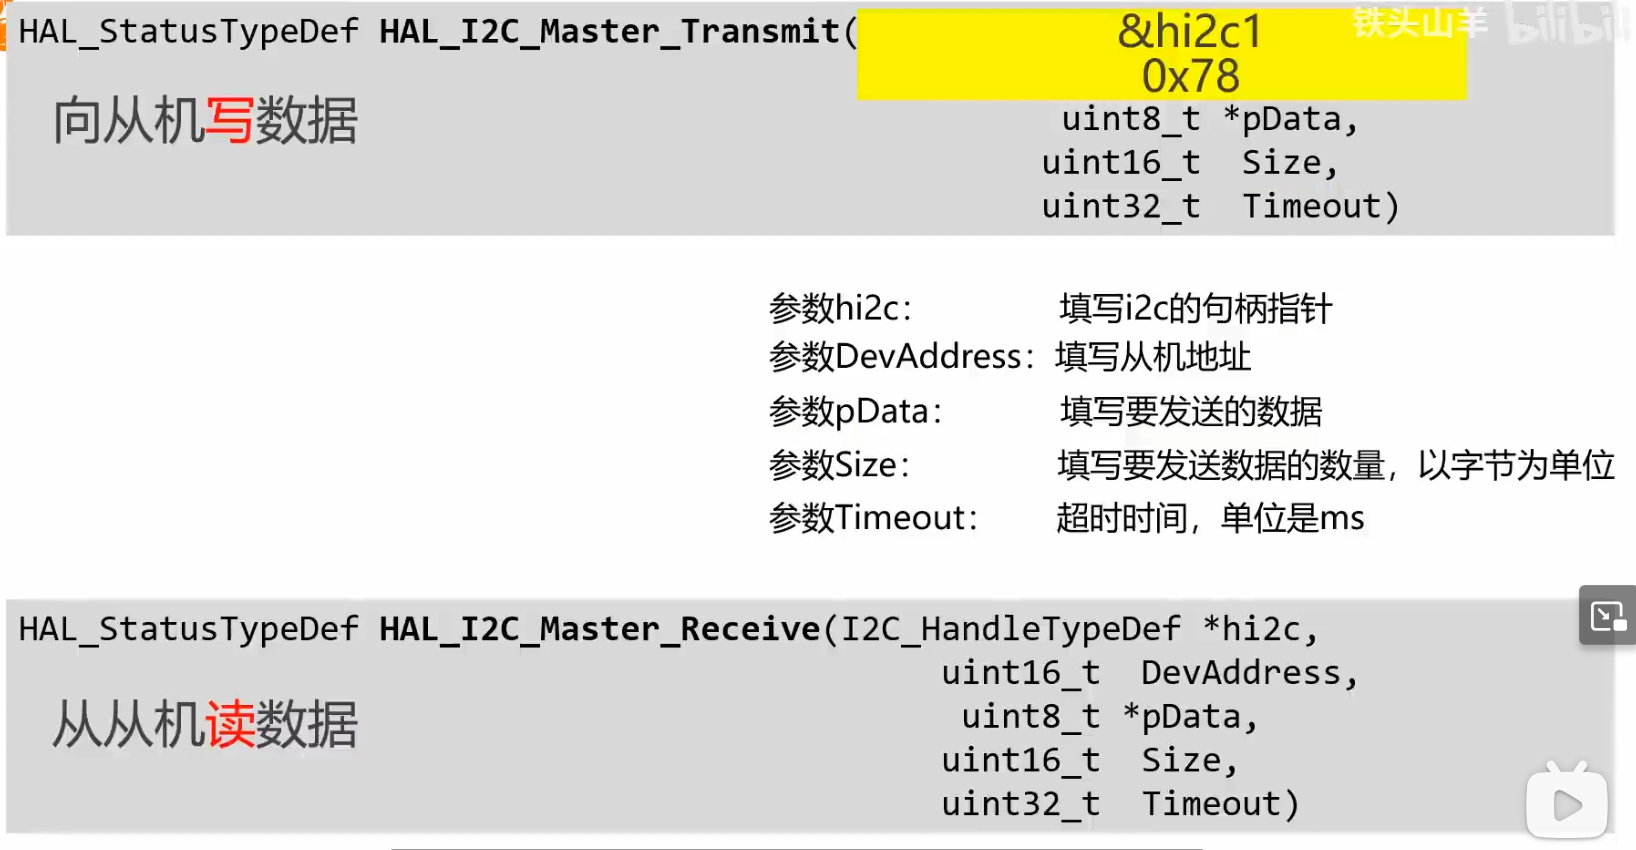 HAL_StatusTypeDef HAL_I2C_Master_Transmit(&hi2c1
铁头山羊 bilibili
0x78
向从机写数据
uint8_t *pData,
uint16_t Size,
uint32_t Timeout)
参数hi2c: 填写i2c的句柄指针
参数DevAddress: 填写从机地址
参数pData: 填写要发送的数据
参数Size: 填写要发送数据的数量，以字节为单位
参数Timeout: 超时时间，单位是ms
HAL_StatusTypeDef HAL_I2C_Master_Receive(I2C_HandleTypeDef *hi2c,
uint16_t DevAddress,
从从机读数据
uint8_t *pData,
uint16_t Size,
uint32_t Timeout)